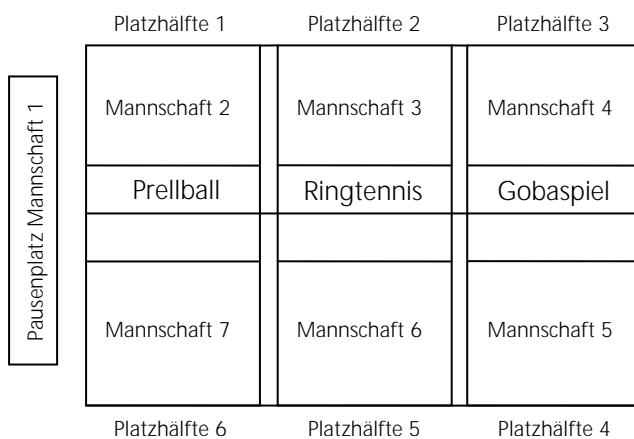 Platzhälfte 1 Platzhälfte 2 Platzhälfte 3
Pausenplatz Mannschaft 1
Mannschaft 2 Mannschaft 3 Mannschaft 4
Prellball Ringtennis Gobaspiel
Mannschaft 7 Mannschaft 6 Mannschaft 5
Platzhälfte 6 Platzhälfte 5 Platzhälfte 4